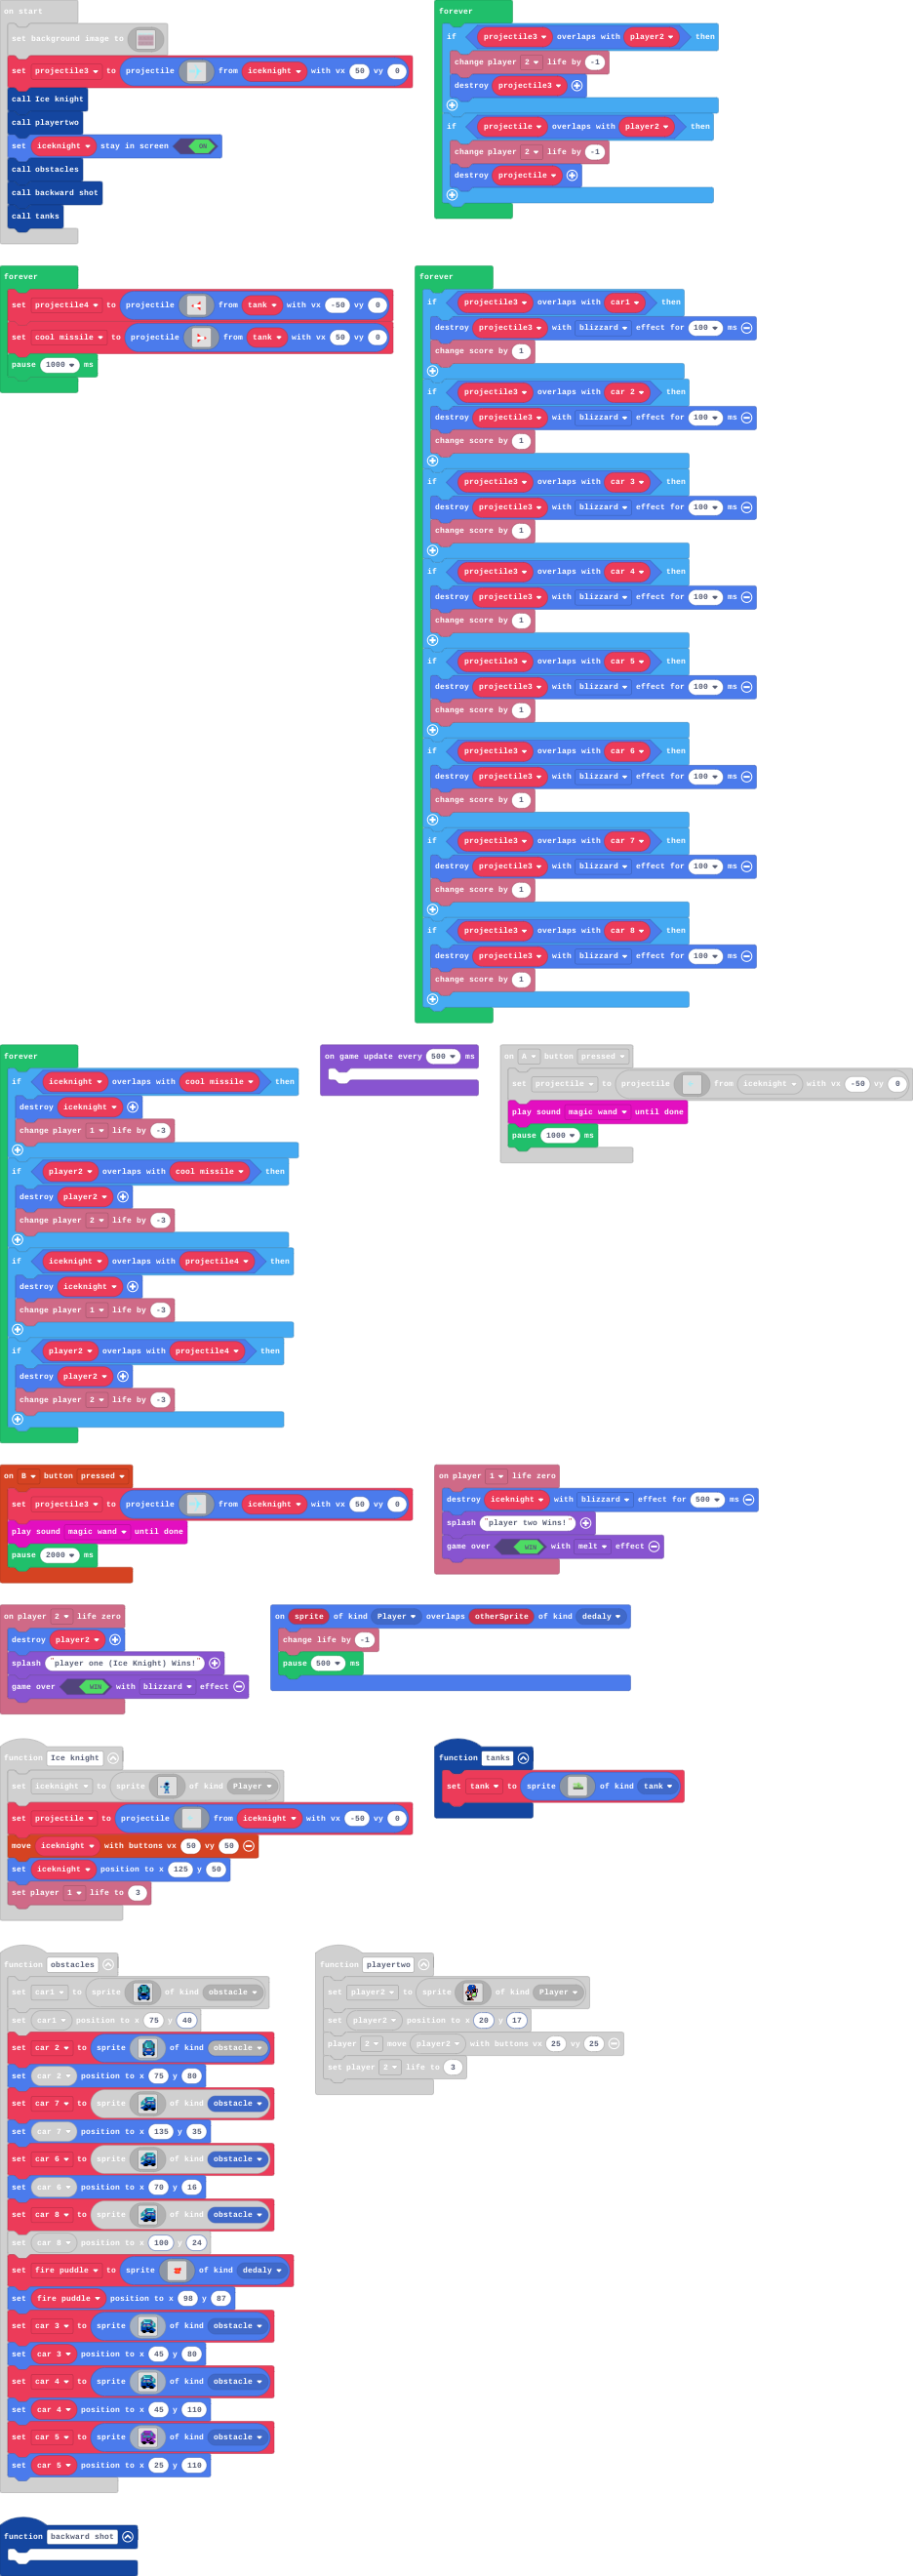 on start
set background image to
set projectile3 to projectile from iceknight with vx 50 vy 0
call Ice knight
call playertwo
set iceknight stay in screen ON
call obstacles
call backward shot
call tanks
forever
if projectile3 overlaps with player2 then
change player 2 life by -1
destroy projectile3
if projectile overlaps with player2 then
change player 2 life by -1
destroy projectile
forever
set projectile4 to projectile from tank with vx -50 vy 0
set cool missile to projectile from tank with vx 50 vy 0
pause 1000 ms
forever
if projectile3 overlaps with car1 then
destroy projectile3 with blizzard effect for 100 ms
change score by 1
if projectile3 overlaps with car 2 then
destroy projectile3 with blizzard effect for 100 ms
change score by 1
if projectile3 overlaps with car 3 then
destroy projectile3 with blizzard effect for 100 ms
change score by 1
if projectile3 overlaps with car 4 then
destroy projectile3 with blizzard effect for 100 ms
change score by 1
if projectile3 overlaps with car 5 then
destroy projectile3 with blizzard effect for 100 ms
change score by 1
if projectile3 overlaps with car 6 then
destroy projectile3 with blizzard effect for 100 ms
change score by 1
if projectile3 overlaps with car 7 then
destroy projectile3 with blizzard effect for 100 ms
change score by 1
if projectile3 overlaps with car 8 then
destroy projectile3 with blizzard effect for 100 ms
change score by 1
forever
if iceknight overlaps with cool missile then
destroy iceknight
change player 1 life by -3
if player2 overlaps with cool missile then
destroy player2
change player 2 life by -3
if iceknight overlaps with projectile4 then
destroy iceknight
change player 1 life by -3
if player2 overlaps with projectile4 then
destroy player2
change player 2 life by -3
on game update every 500 ms
on A button pressed
set projectile to projectile from iceknight with vx -50 vy 0
play sound magic wand until done
pause 1000 ms
on B button pressed
set projectile3 to projectile from iceknight with vx 50 vy 0
play sound magic wand until done
pause 2000 ms
on player 1 life zero
destroy iceknight with blizzard effect for 500 ms
splash "player two Wins!"
game over WIN with melt effect
on player 2 life zero
destroy player2
splash "player one (Ice Knight) Wins!"
game over WIN with blizzard effect
on sprite of kind Player overlaps otherSprite of kind dedaly
change life by -1
pause 500 ms
function Ice knight
set iceknight to sprite of kind Player
set projectile to projectile from iceknight with vx -50 vy 0
move iceknight with buttons vx 50 vy 50
set iceknight position to x 125 y 50
set player 1 life to 3
function tanks
set tank to sprite of kind tank
function obstacles
set car1 to sprite of kind obstacle
set car1 position to x 75 y 40
set car 2 to sprite of kind obstacle
set car 2 position to x 75 y 80
set car 7 to sprite of kind obstacle
set car 7 position to x 135 y 35
set car 6 to sprite of kind obstacle
set car 6 position to x 70 y 16
set car 8 to sprite of kind obstacle
set car 8 position to x 100 y 24
set fire puddle to sprite of kind dedaly
set fire puddle position to x 98 y 87
set car 3 to sprite of kind obstacle
set car 3 position to x 45 y 80
set car 4 to sprite of kind obstacle
set car 4 position to x 45 y 110
set car 5 to sprite of kind obstacle
set car 5 position to x 25 y 110
function playertwo
set player2 to sprite of kind Player
set player2 position to x 20 y 17
player 2 move player2 with buttons vx 25 vy 25
set player 2 life to 3
function backward shot